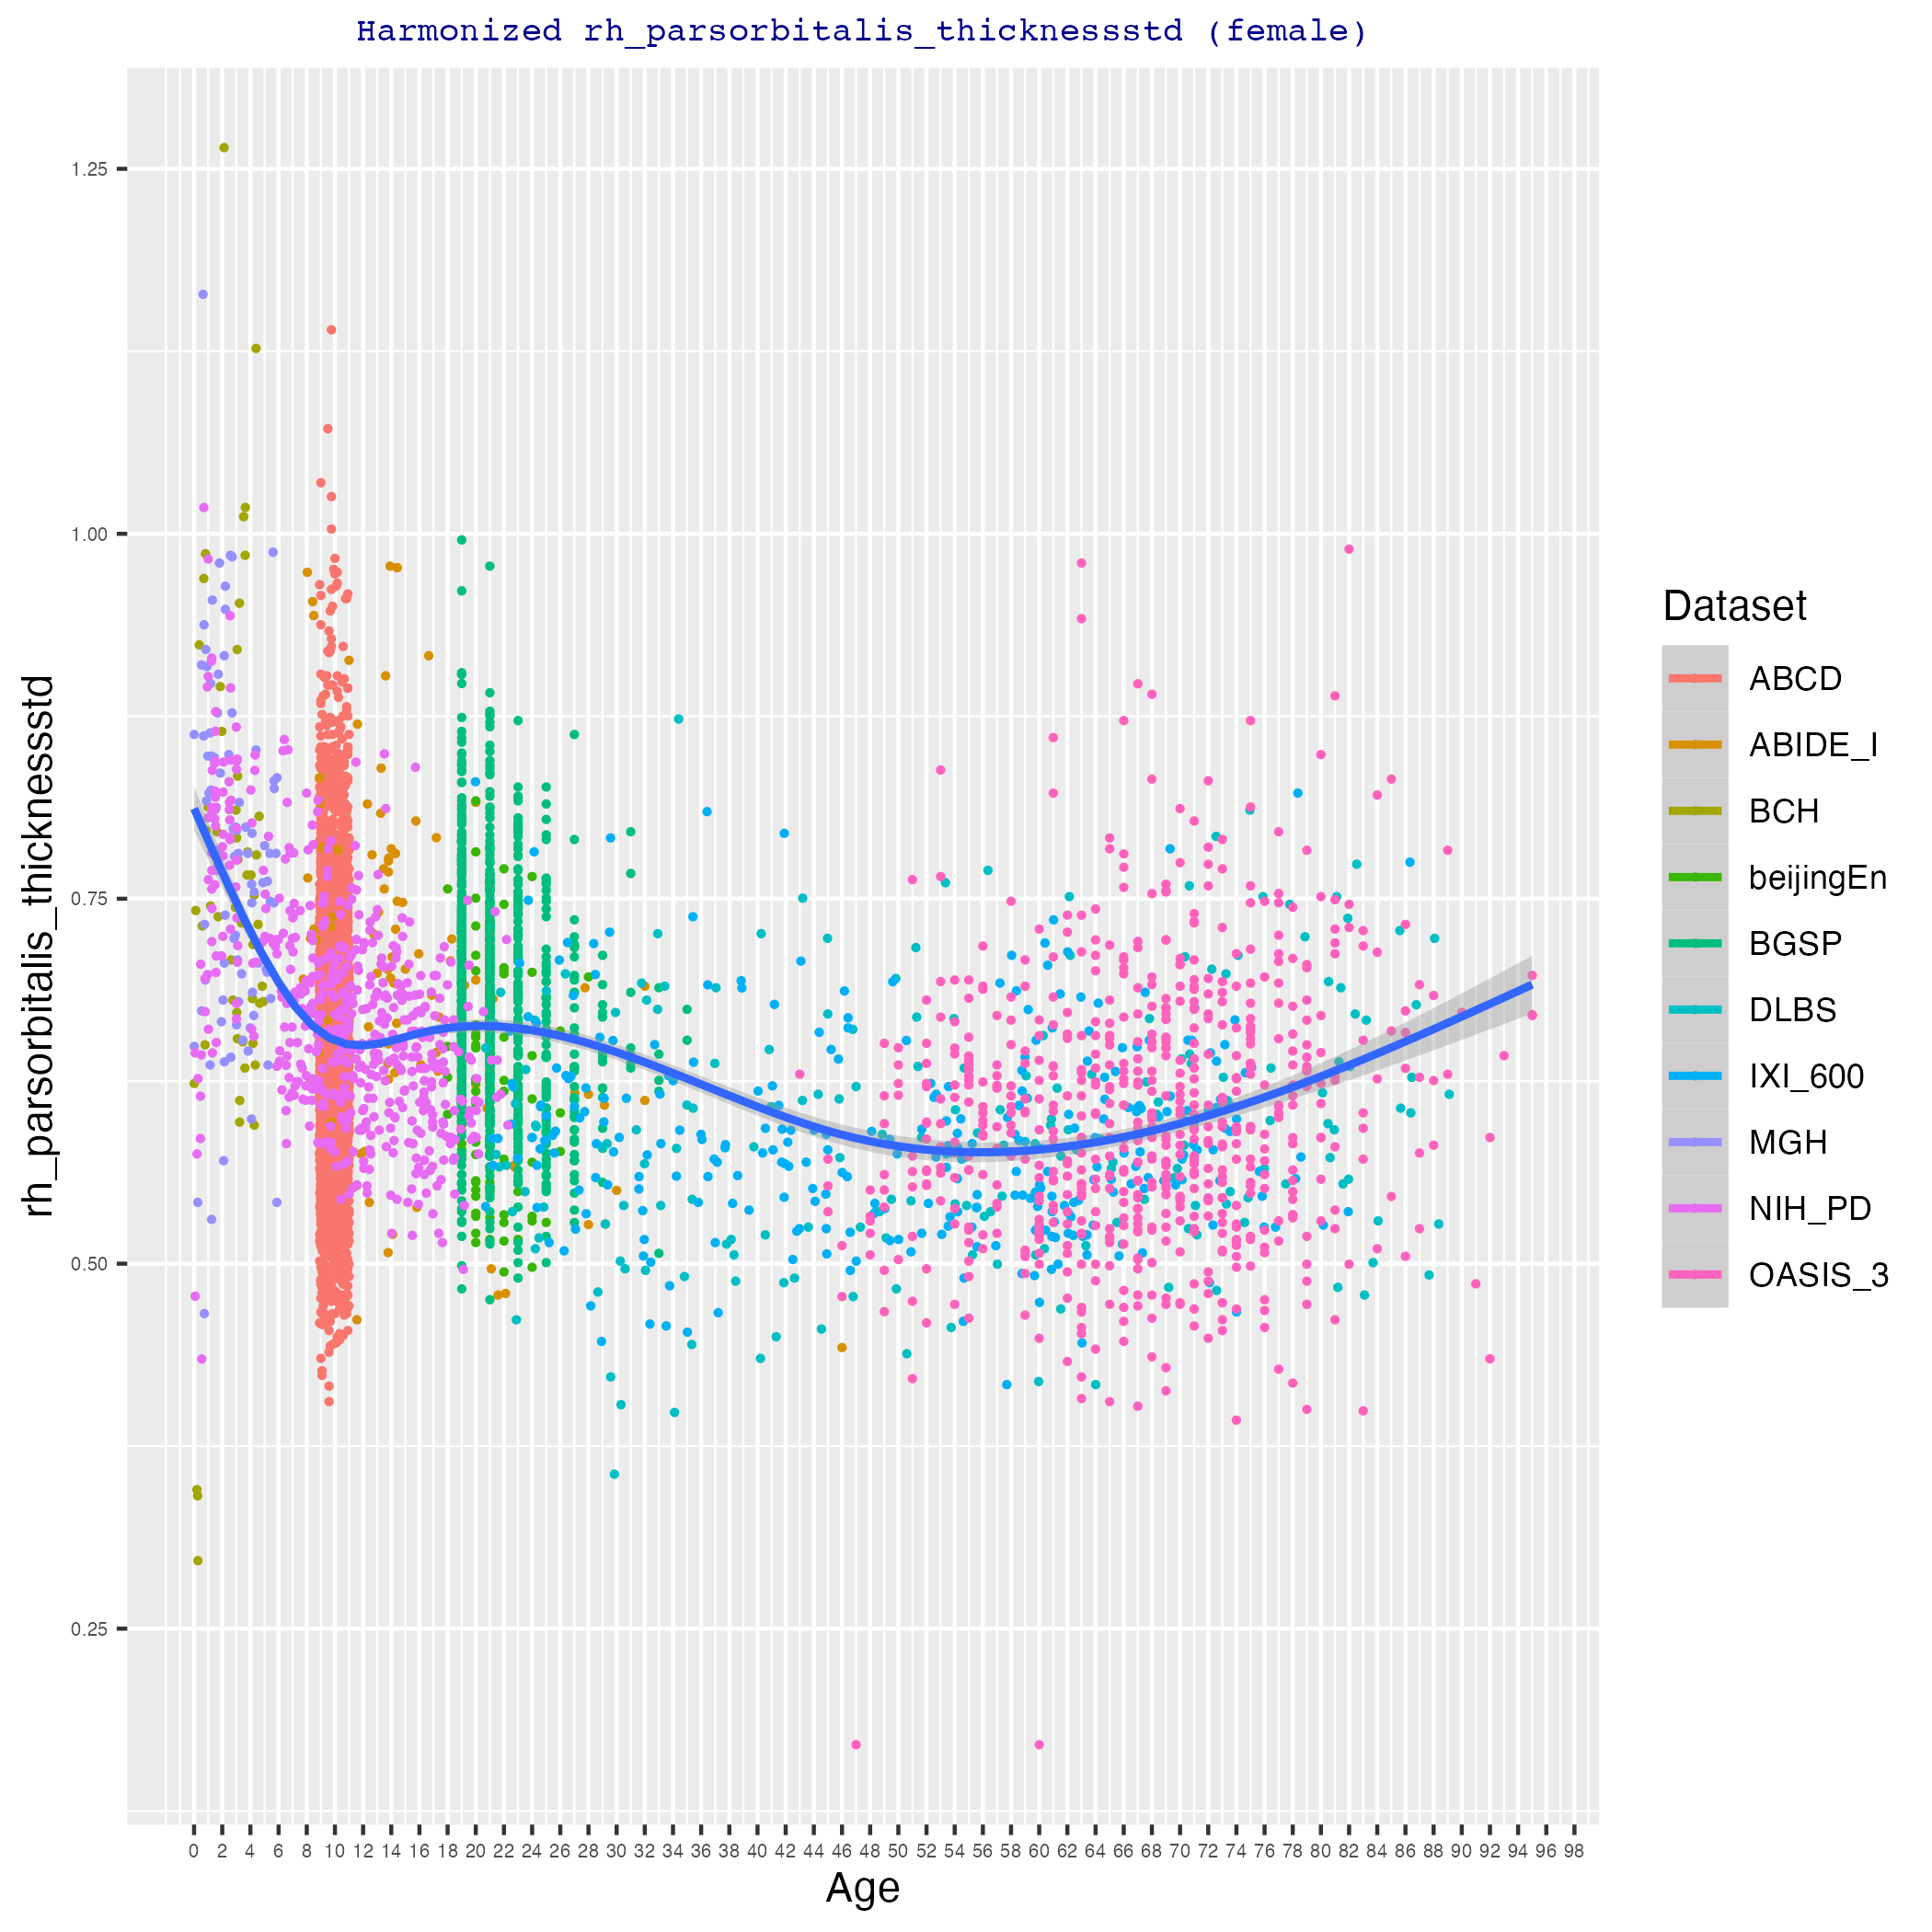 Harmonized rh_parsorbitalis_thicknessstd (female)
rh_parsorbitalis_thicknessstd
1.25
1.00
0.75
0.50
0.25
0 2 4 6 8 10 12 14 16 18 20 22 24 26 28 30 32 34 36 38 40 42 44 46 48 50 52 54 56 58 60 62 64 66 68 70 72 74 76 78 80 82 84 86 88 90 92 94 96 98
Age
Dataset
ABCD
ABIDE_I
BCH
beijingEn
BGSP
DLBS
IXI_600
MGH
NIH_PD
OASIS_3